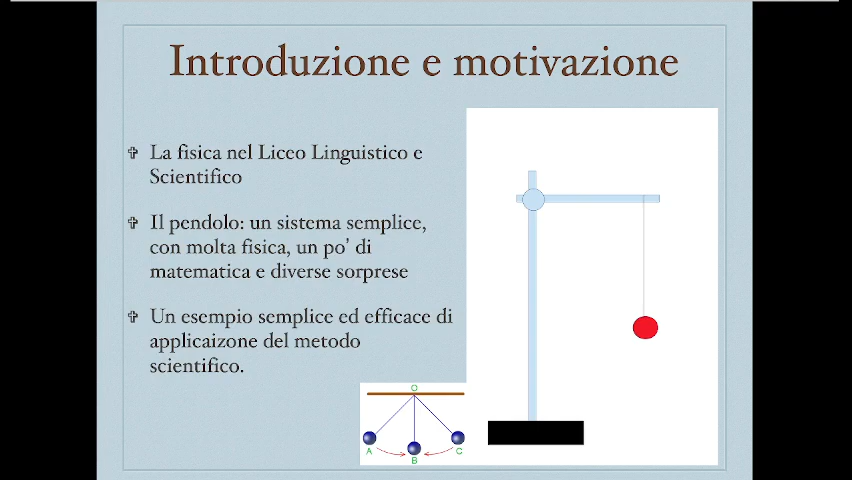 Introduzione e motivazione
La fisica nel Liceo Linguistico e
Scientifico
Il pendolo: un sistema semplice,
con molta fisica, un po' di
matematica e diverse sorprese
Un esempio semplice ed efficace di
applicaizone del metodo
scientifico.
O
A
B
C